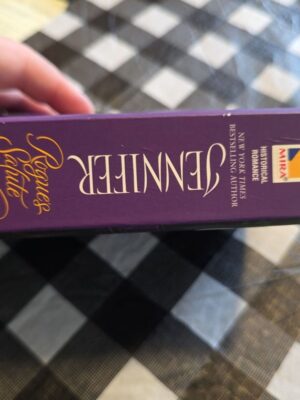 MIRA
HISTORICAL
ROMANCE
NEW YORK TIMES
BESTSELLING AUTHOR
JENNIFER
Rogue's
Salute